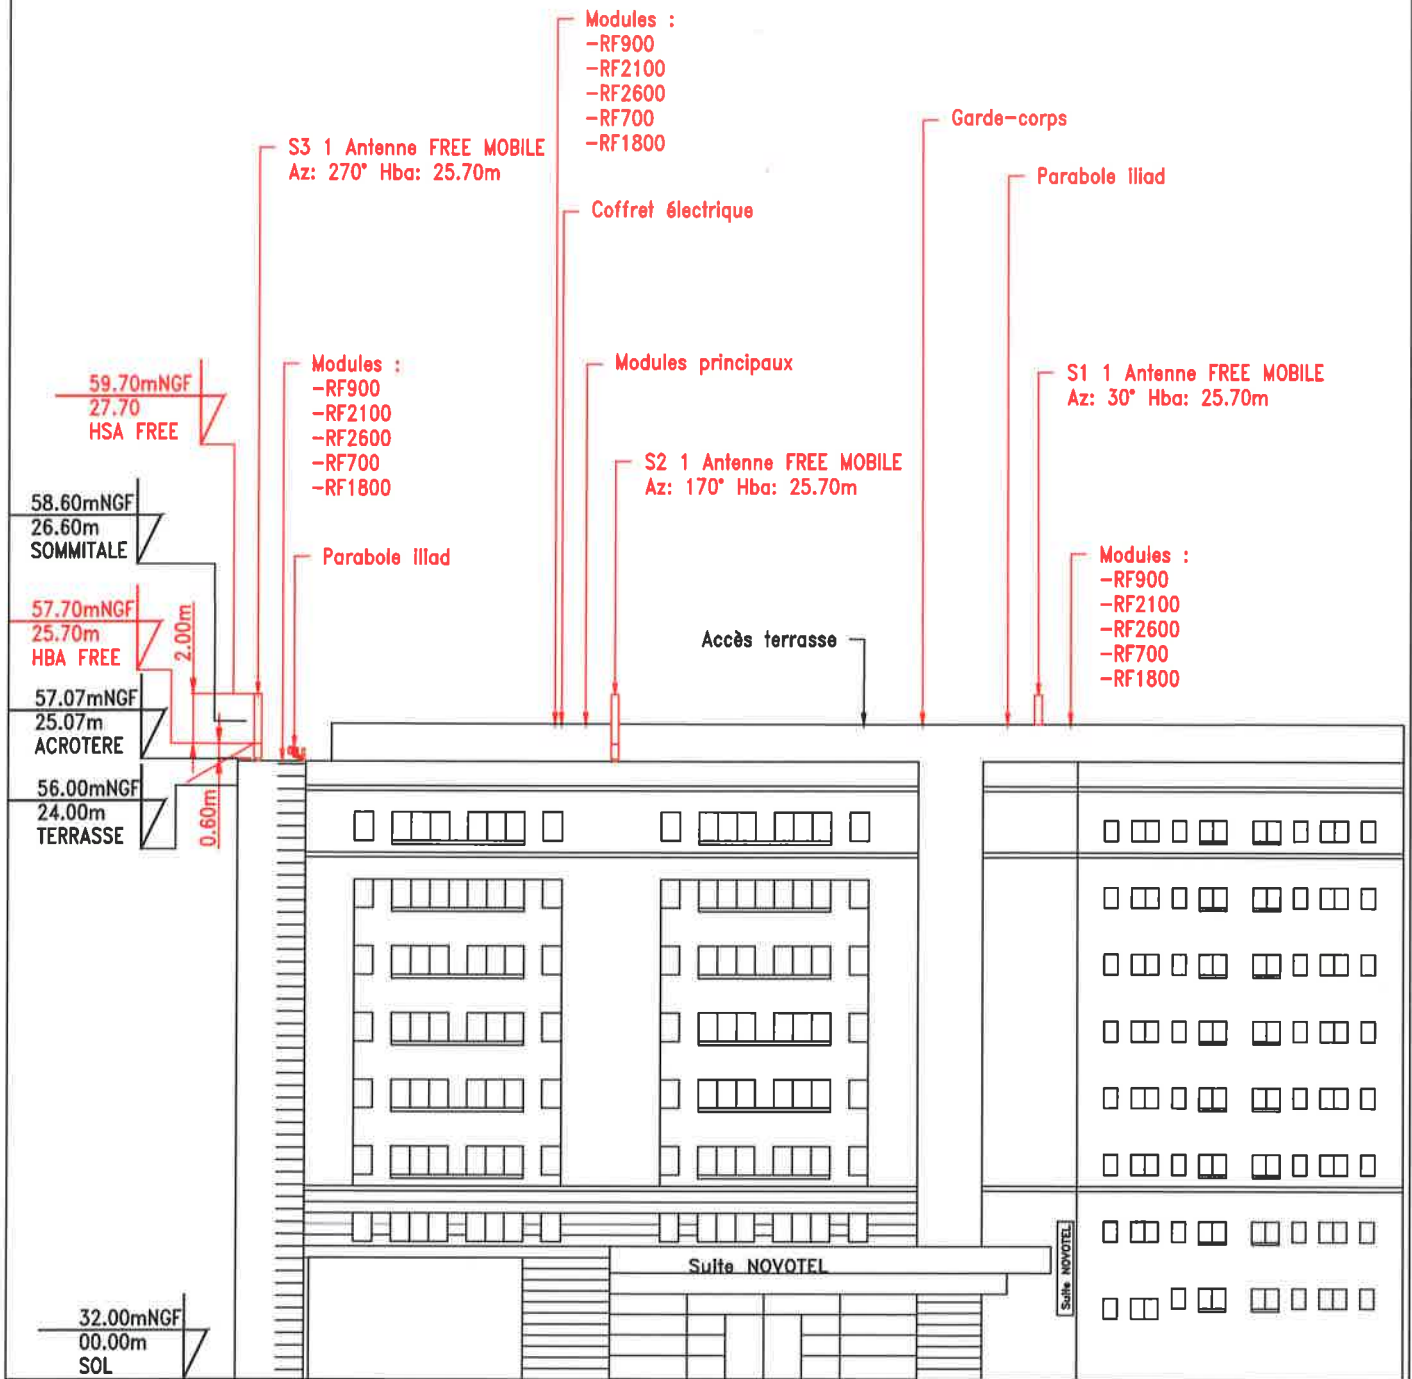 Modules :
-RF900
-RF2100
-RF2600
-RF700
-RF1800
Garde-corps
S3 1 Antenne FREE MOBILE
Az: 270° Hba: 25.70m
Parabole iliad
Coffret électrique
Modules :
-RF900
-RF2100
-RF2600
-RF700
-RF1800
Modules principaux
S1 1 Antenne FREE MOBILE
Az: 30° Hba: 25.70m
59.70mNGF
27.70
HSA FREE
S2 1 Antenne FREE MOBILE
Az: 170° Hba: 25.70m
58.60mNGF
26.60m
SOMMITALE
Parabole iliad
Modules :
-RF900
-RF2100
-RF2600
-RF700
-RF1800
57.70mNGF
25.70m
HBA FREE
2.00m
Accès terrasse
57.07mNGF
25.07m
ACROTERE
56.00mNGF
24.00m
TERRASSE
0.60m
Suite NOVOTEL
Suite NOVOTEL
32.00mNGF
00.00m
SOL